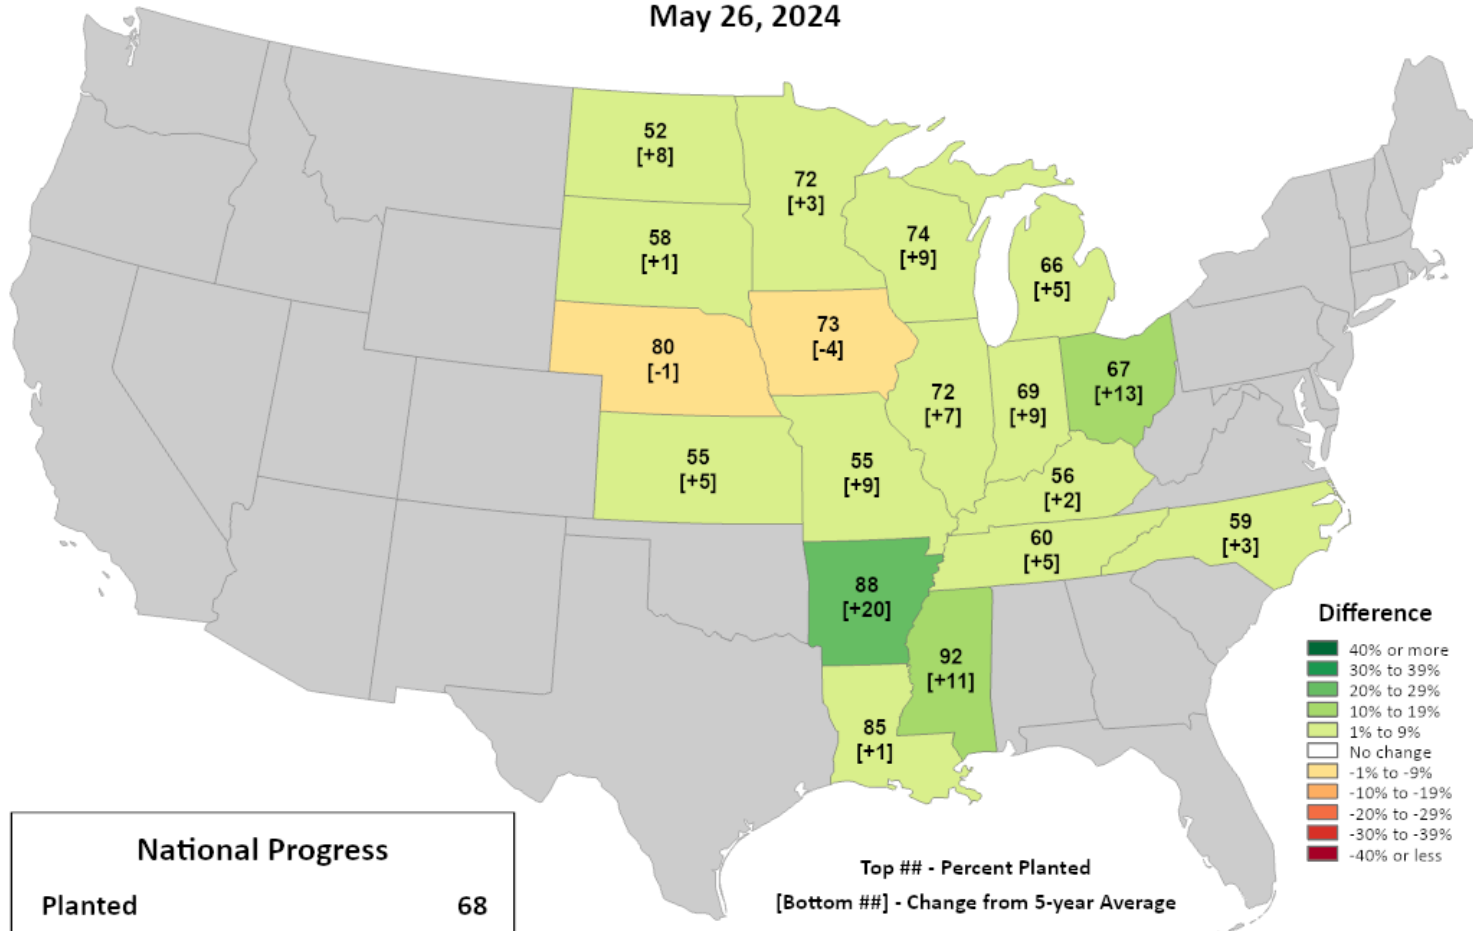 May 26, 2024
52
[+8]
72
[+3]
58
[+1]
74
[+9]
66
[+5]
80
[-1]
73
[-4]
72
[+7]
69
[+9]
67
[+13]
55
[+5]
55
[+9]
56
[+2]
60
[+5]
59
[+3]
88
[+20]
92
[+11]
85
[+1]
Difference
40% or more
30% to 39%
20% to 29%
10% to 19%
1% to 9%
No change
-1% to -9%
-10% to -19%
-20% to -29%
-30% to -39%
-40% or less
National Progress
Planted 68
Top ## - Percent Planted
[Bottom ##] - Change from 5-year Average